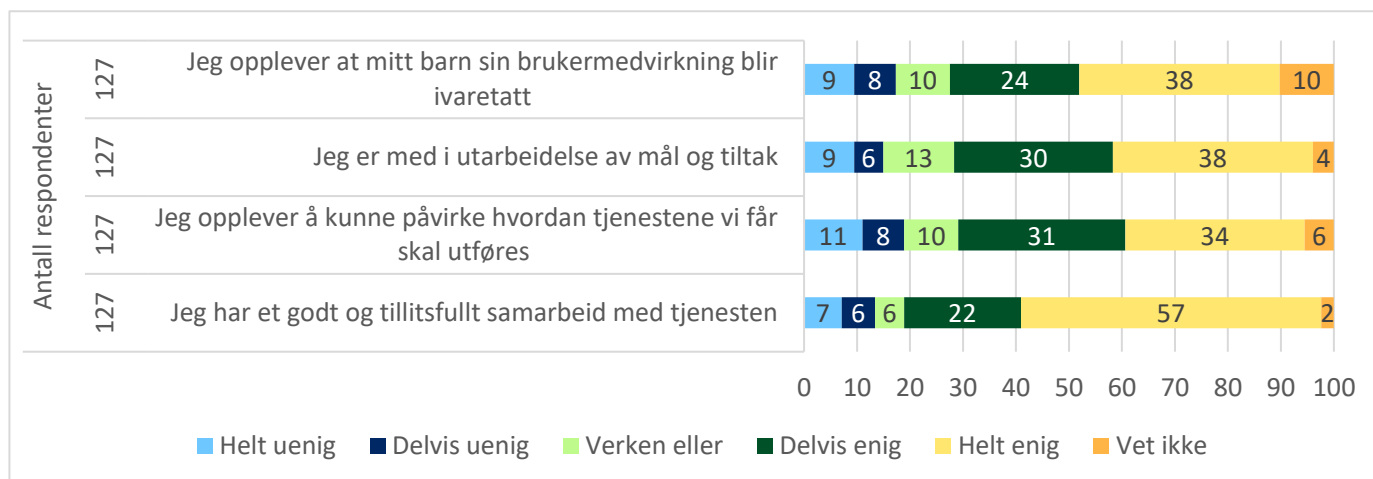 Antall respondenter
127
Jeg opplever at mitt barn sin brukermedvirkning blir
ivaretatt
9 8 10 24 38 10
127
Jeg er med i utarbeidelse av mål og tiltak
9 6 13 30 38 4
127
Jeg opplever å kunne påvirke hvordan tjenestene vi får
skal utføres
11 8 10 31 34 6
127
Jeg har et godt og tillitsfullt samarbeid med tjenesten
7 6 6 22 57 2
0 10 20 30 40 50 60 70 80 90 100
Helt uenig Delvis uenig Verken eller Delvis enig Helt enig Vet ikke